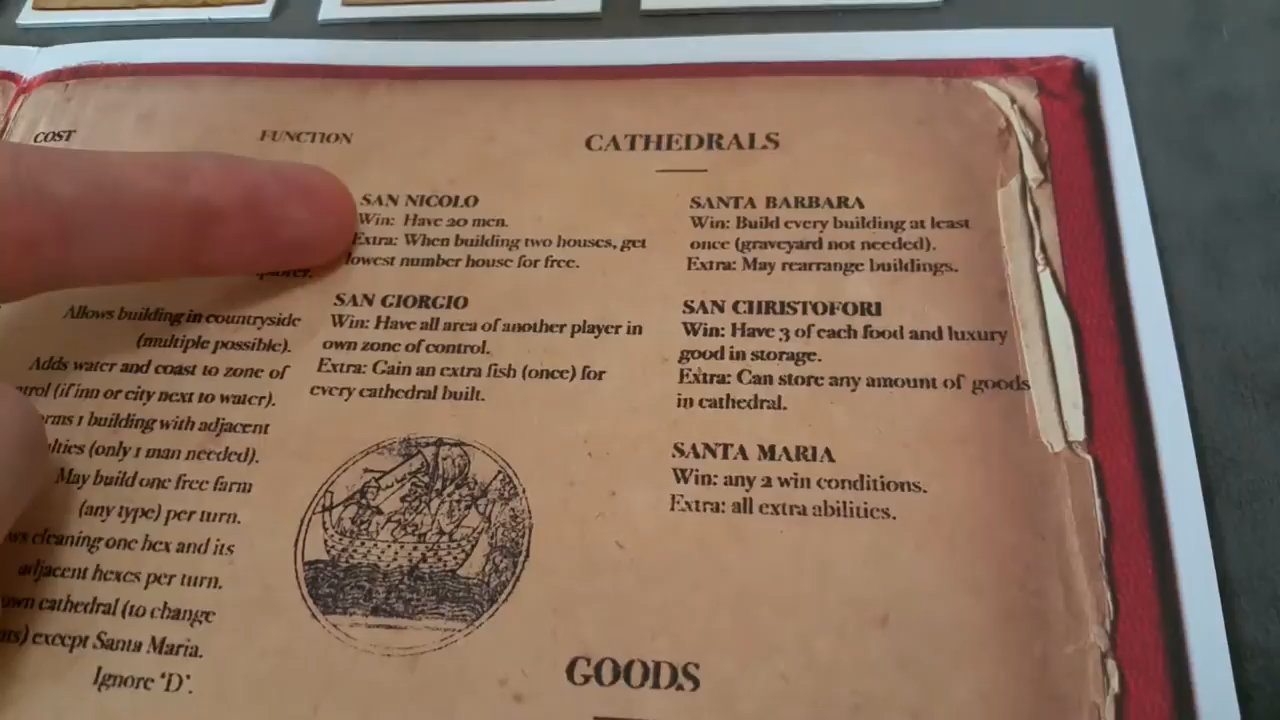 COST
FUNCTION
Allows building in countryside
(multiple possible).
Adds water and coast to zone of
(if inn or city next to water).
1 building with adjacent
(only 1 man needed).
May build one free farm
(any type) per turn.
cleaning one hex and its
adjacent hexes per turn.
own cathedral (to change
except Santa Maria.
Ignore 'D'.
CATHEDRALS
SAN NICOLO
Win: Have 20 men.
Extra: When building two houses, get
lowest number house for free.
SAN GIORGIO
Win: Have all area of another player in
own zone of control.
Extra: Gain an extra fish (once) for
every cathedral built.
SANTA BARBARA
Win: Build every building at least
once (graveyard not needed).
Extra: May rearrange buildings.
SAN CHRISTOFORI
Win: Have 3 of each food and luxury
good in storage.
Extra: Can store any amount of goods
in cathedral.
SANTA MARIA
Win: any 2 win conditions.
Extra: all extra abilities.
GOODS